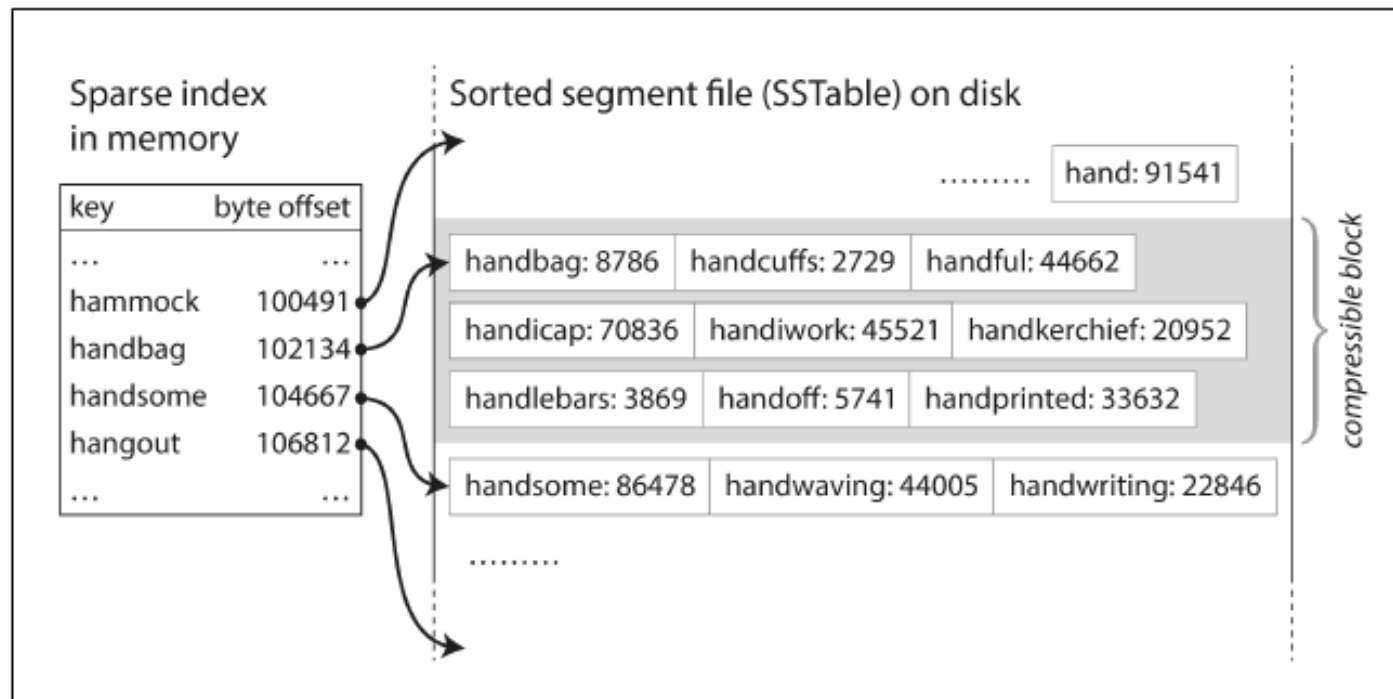 Sparse index
in memory
key byte offset
... ...
hammock 100491
handbag 102134
handsome 104667
hangout 106812
... ...
Sorted segment file (SSTable) on disk
......... hand: 91541
handbag: 8786 handcuffs: 2729 handful: 44662
handicap: 70836 handiwork: 45521 handkerchief: 20952
handlebars: 3869 handoff: 5741 handprinted: 33632
handsome: 86478 handwaving: 44005 handwriting: 22846
.........
compressible block